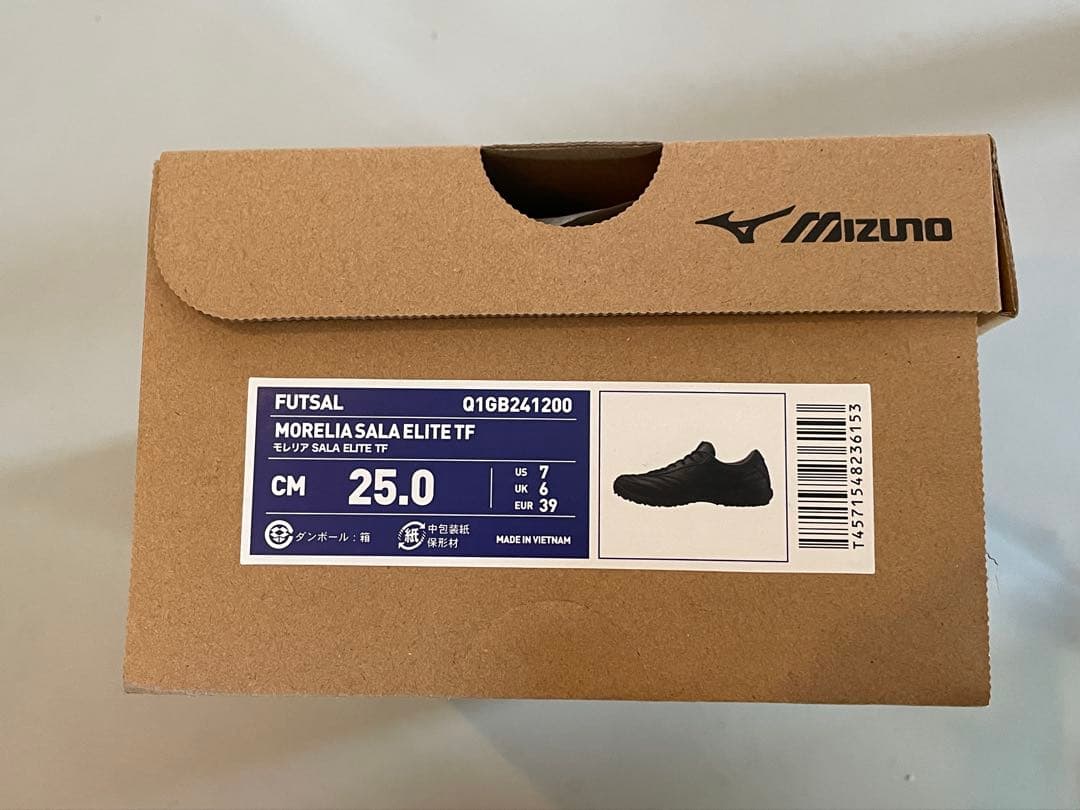 MIZUNO
FUTSAL Q1GB241200
MORELIA SALA ELITE TF
モレリア SALA ELITE TF
CM 25.0
US 7
UK 6
EUR 39
ダンボール：箱
紙 中包装紙
保形材
MADE IN VIETNAM
T4571548236153